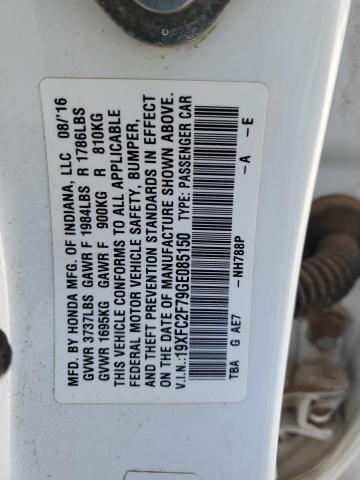 MFD. BY HONDA MFG. OF INDIANA, LLC 08/'16
GVWR 3737LBS GAWR F 1984LBS R 1786LBS
GVWR 1695KG GAWR F 900KG R 810KG
THIS VEHICLE CONFORMS TO ALL APPLICABLE
FEDERAL MOTOR VEHICLE SAFETY, BUMPER,
AND THEFT PREVENTION STANDARDS IN EFFECT
ON THE DATE OF MANUFACTURE SHOWN ABOVE.
V.I.N.:19XFC2F79GE085150 TYPE: PASSENGER CAR
-NH788P -A -E
TBA G AE7